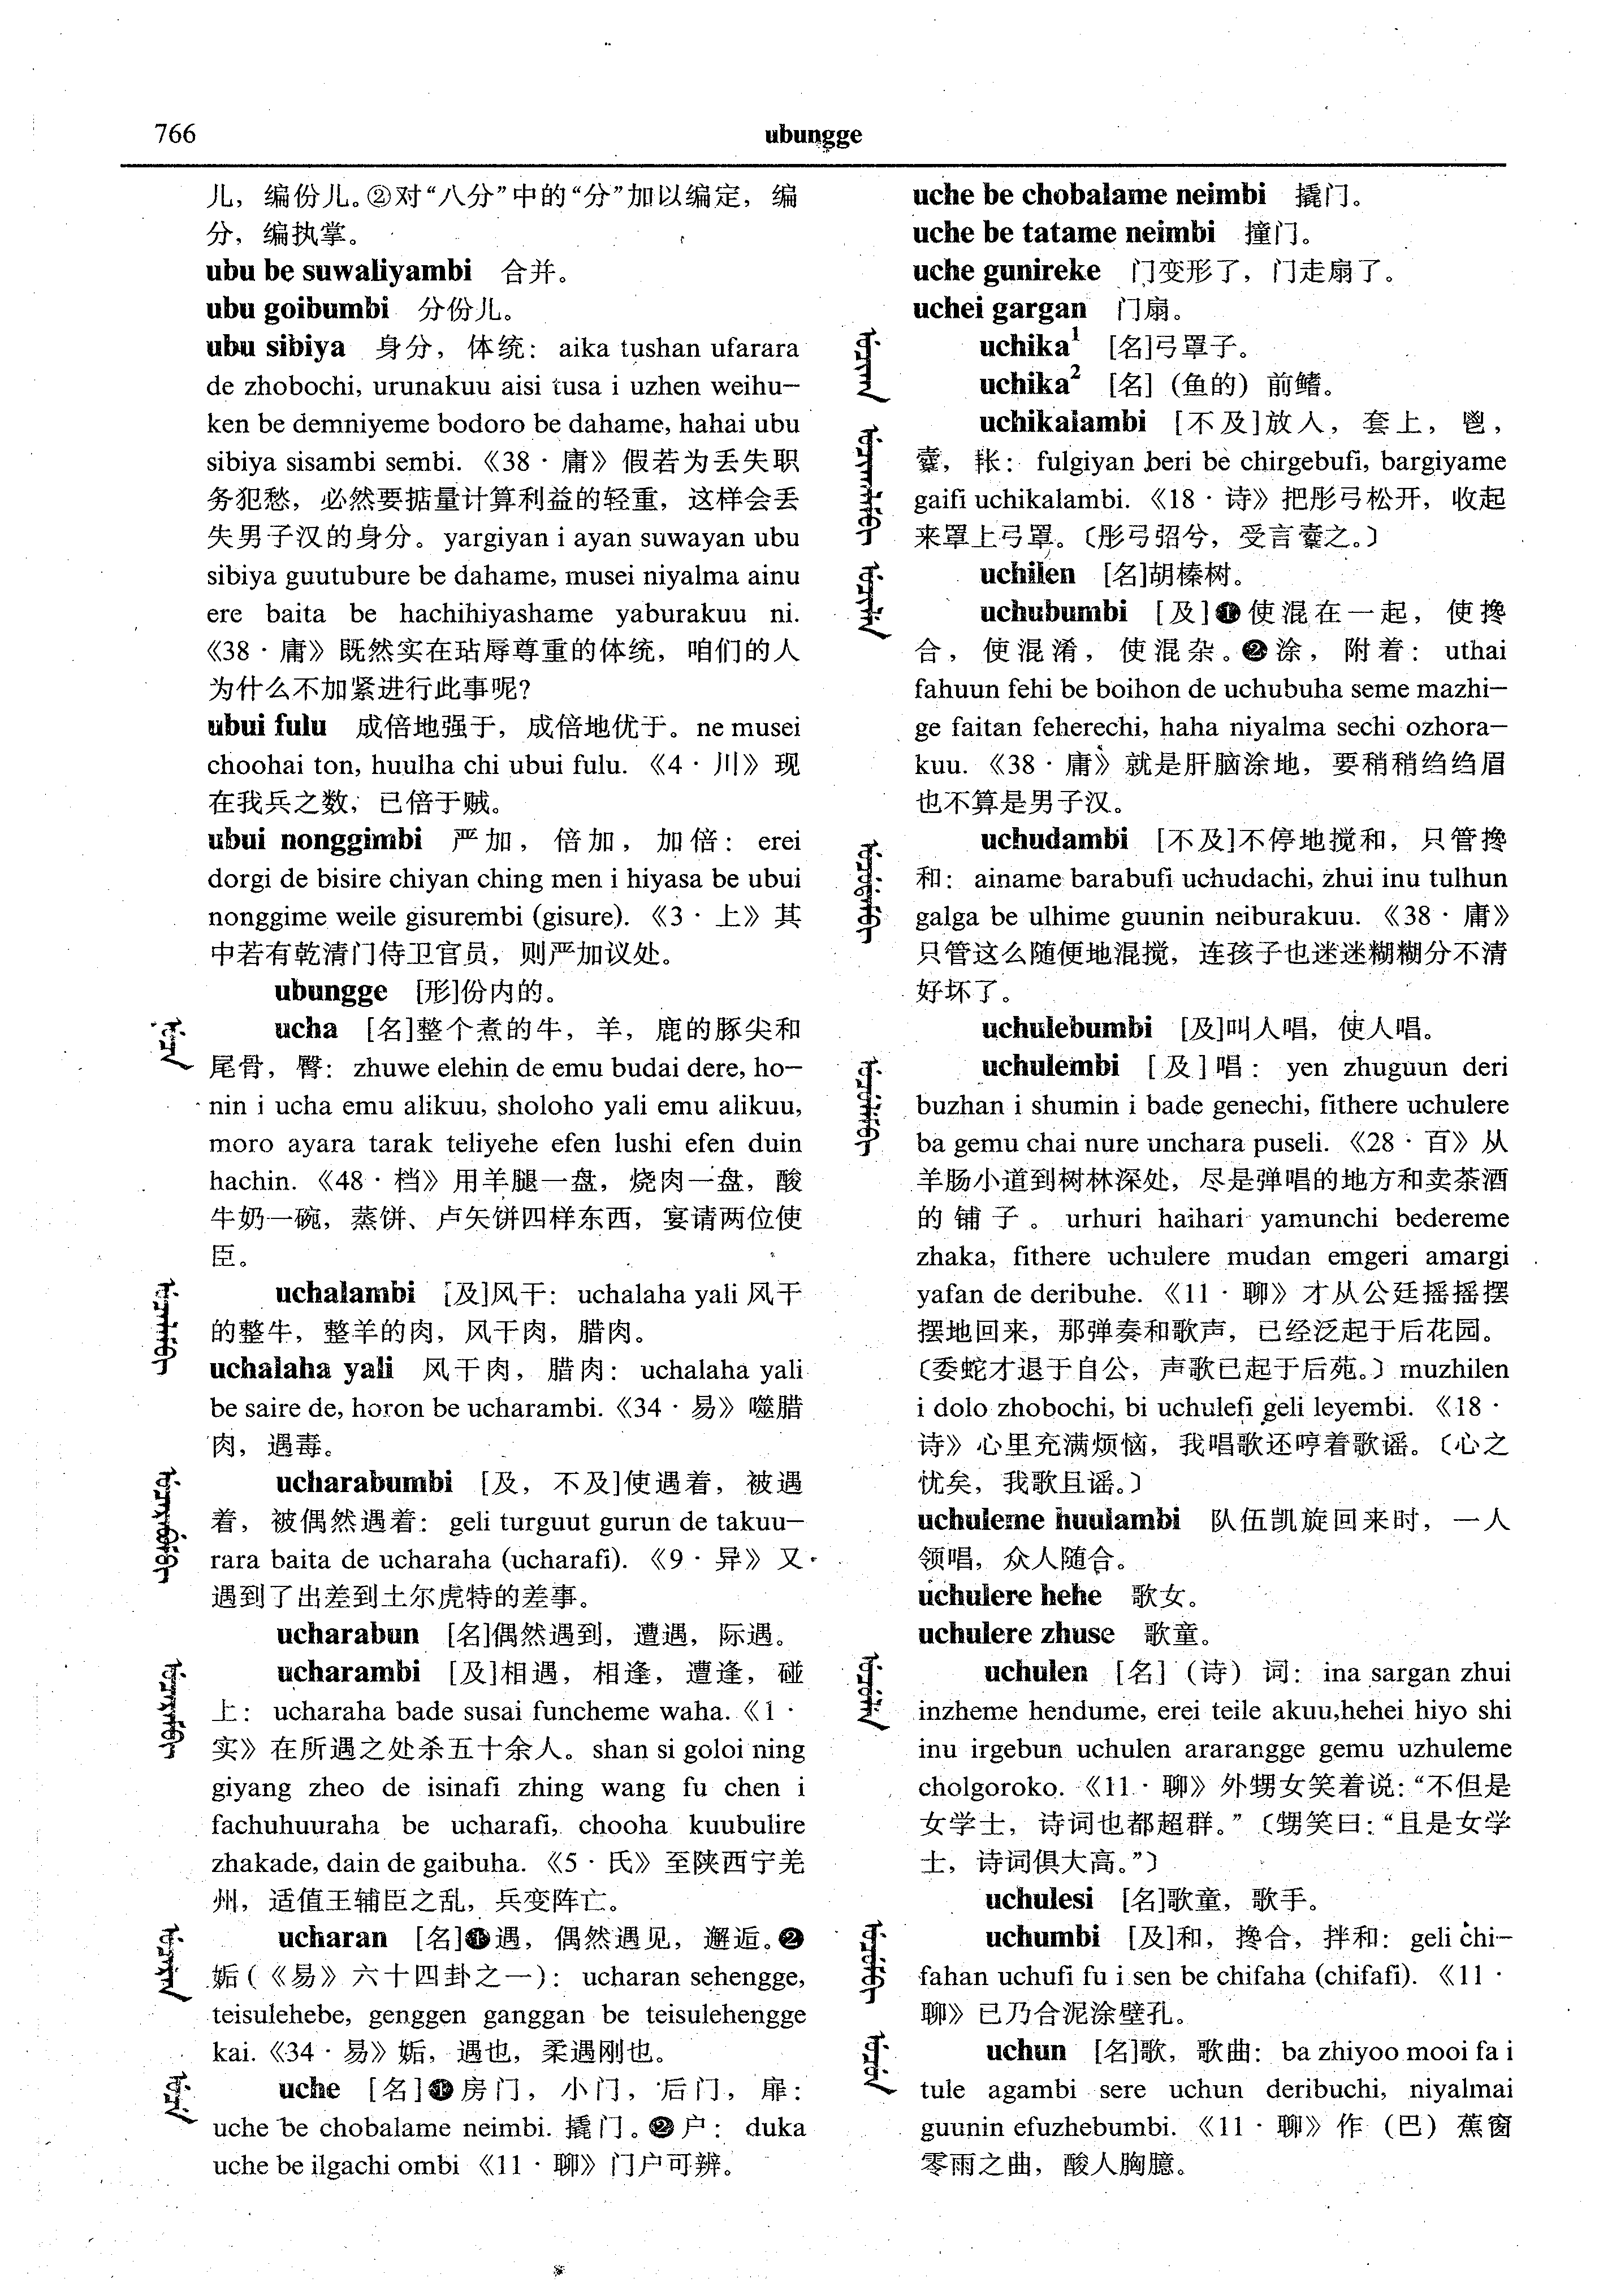 766
ubungge
儿，编份儿。②对“八分”中的“分”加以编定，编
分，编执掌。
ubu be suwaliyambi 合并。
ubu goibumbi 分份儿。
ubu sibiya 身分，体统：aika tushan ufarara
de zhobochi, urunakuu aisi tusa i uzhen weihu-
ken be demniyeme bodoro be dahame, hahai ubu
sibiya sisambi sembi.《38·庸》假若为丢失职
务犯愁，必然要掂量计算利益的轻重，这样会丢
失男子汉的身分。yargiyan i ayan suwayan ubu
sibiya guutubure be dahame, musei niyalma ainu
ere baita be hachihiyashame yaburakuu ni.
《38·庸》既然实在玷辱尊重的体统，咱们的人
为什么不加紧进行此事呢？
ubui fulu 成倍地强于，成倍地优于。ne musei
choohai ton, huulha chi ubui fulu.《4·川》现
在我兵之数，已倍于贼。
ubui nonggimbi 严加，倍加，加倍：erei
dorgi de bisire chiyan ching men i hiyasa be ubui
nonggime weile gisurembi (gisure).《3·上》其
中若有乾清门侍卫官员，则严加议处。
ubungge [形]份内的。
ucha [名]整个煮的牛，羊，鹿的豚尖和
尾骨，臀：zhuwe elehin de emu budai dere, ho-
nin i ucha emu alikuu, sholoho yali emu alikuu,
moro ayara tarak teliyehe efen lushi efen duin
hachin.《48·档》用羊腿一盘，烧肉一盘，酸
牛奶一碗，蒸饼、卢矢饼四样东西，宴请两位使
臣。
uchalambi [及]风干：uchalaha yali 风干
的整牛，整羊的肉，风干肉，腊肉。
uchalaha yali 风干肉，腊肉：uchalaha yali
be saire de, horon be ucharambi.《34·易》噬腊
肉，遇毒。
ucharabumbi [及，不及]使遇着，被遇
着，被偶然遇着：geli turguut gurun de takuu-
rara baita de ucharaha (ucharafi).《9·异》又
遇到了出差到土尔虎特的差事。
ucharabun [名]偶然遇到，遭遇，际遇。
ucharambi [及]相遇，相逢，遭逢，碰
上：ucharaha bade susai funcheme waha.《1·
实》在所遇之处杀五十余人。shan si goloi ning
giyang zheo de isinafi zhing wang fu chen i
fachuhuuraha be ucharafi, chooha kuubulire
zhakade, dain de gaibuha.《5·氏》至陕西宁羌
州，适值王辅臣之乱，兵变阵亡。
ucharan [名]❶遇，偶然遇见，邂逅。❷
姤(《易》六十四卦之一)：ucharan sehengge,
teisulehebe, genggen ganggan be teisulehengge
kai.《34·易》姤，遇也，柔遇刚也。
uche [名]❶房门，小门，后门，扉：
uche be chobalame neimbi. 撬门。❷户：duka
uche be ilgachi ombi《11·聊》门户可辨。
uche be chobalame neimbi 撬门。
uche be tatame neimbi 撞门。
uche gunireke 门变形了，门走扇了。
uchei gargan 门扇。
uchika¹ [名]弓罩子。
uchika² [名]（鱼的）前鳍。
uchikalambi [不及]放入，套上，鬯，
櫜，韔：fulgiyan beri be chirgebufi, bargiyame
gaifi uchikalambi.《18·诗》把彤弓松开，收起
来罩上弓罩。〔彤弓弨兮，受言櫜之。〕
uchilen [名]胡榛树。
uchubumbi [及]❶使混在一起，使搀
合，使混淆，使混杂。❷涂，附着：uthai
fahuun fehi be boihon de uchubuha seme mazhi-
ge faitan feherechi, haha niyalma sechi ozhora-
kuu.《38·庸》就是肝脑涂地，要稍稍绉绉眉
也不算是男子汉。
uchudambi [不及]不停地搅和，只管搀
和：ainame barabufi uchudachi, zhui inu tulhun
galga be ulhime guunin neiburakuu.《38·庸》
只管这么随便地混搅，连孩子也迷迷糊糊分不清
好坏了。
uchulebumbi [及]叫人唱，使人唱。
uchulembi [及]唱：yen zhuguun deri
buzhan i shumin i bade genechi, fithere uchulere
ba gemu chai nure unchara puseli.《28·百》从
羊肠小道到树林深处，尽是弹唱的地方和卖茶酒
的铺子。urhuri haihari yamunchi bedereme
zhaka, fithere uchulere mudan emgeri amargi
yafan de deribuhe.《11·聊》才从公廷摇摇摆
摆地回来，那弹奏和歌声，已经泛起于后花园。
〔委蛇才退于自公，声歌已起于后苑。〕muzhilen
i dolo zhobochi, bi uchulefi geli leyembi.《18·
诗》心里充满烦恼，我唱歌还哼着歌谣。〔心之
忧矣，我歌且谣。〕
uchuleme huulambi 队伍凯旋回来时，一人
领唱，众人随合。
uchulere hehe 歌女。
uchulere zhuse 歌童。
uchulen [名]（诗）词：ina sargan zhui
inzheme hendume, erei teile akuu,hehei hiyo shi
inu irgebun uchulen ararangge gemu uzhuleme
cholgoroko.《11·聊》外甥女笑着说：“不但是
女学士，诗词也都超群。”〔甥笑曰：“且是女学
士，诗词俱大高。”〕
uchulesi [名]歌童，歌手。
uchumbi [及]和，搀合，拌和：geli chi-
fahan uchufi fu i sen be chifaha (chifafi).《11·
聊》已乃合泥涂壁孔。
uchun [名]歌，歌曲：ba zhiyoo mooi fa i
tule agambi sere uchun deribuchi, niyalmai
guunin efuzhebumbi.《11·聊》作（巴）蕉窗
零雨之曲，酸人胸臆。